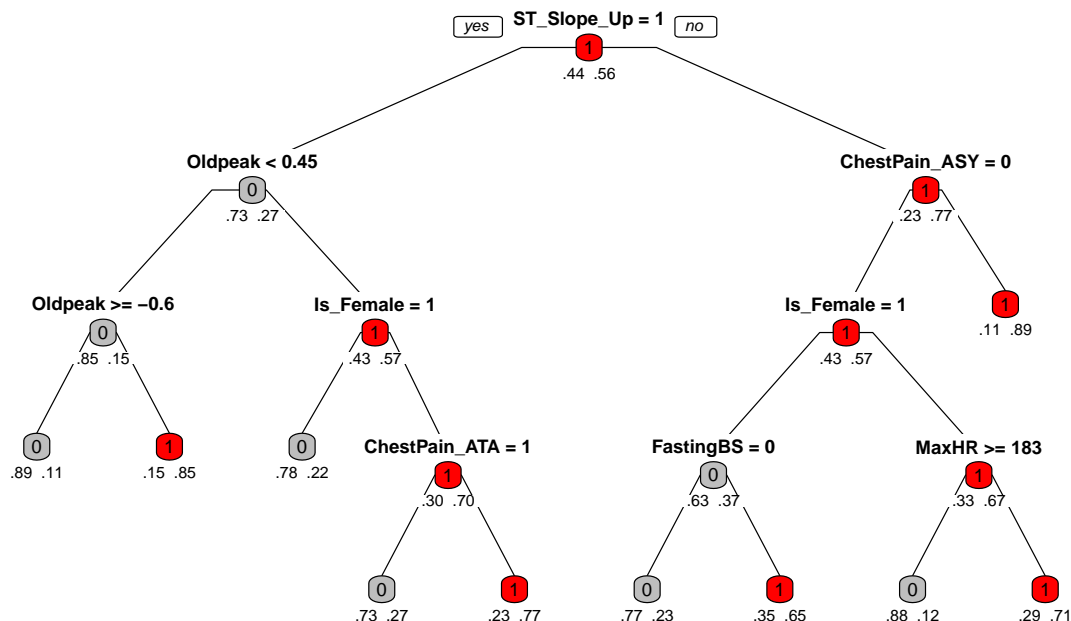 ST_Slope_Up = 1
yes no
1
.44 .56
Oldpeak < 0.45 ChestPain_ASY = 0
0 1
.73 .27 .23 .77
Oldpeak >= −0.6 Is_Female = 1 Is_Female = 1 1
0 1 1 .11 .89
.85 .15 .43 .57 .43 .57
0 1 0 ChestPain_ATA = 1 FastingBS = 0 MaxHR >= 183
.89 .11 .15 .85 .78 .22 1 0 1
.30 .70 .63 .37 .33 .67
0 1 0 1 0 1
.73 .27 .23 .77 .77 .23 .35 .65 .88 .12 .29 .71